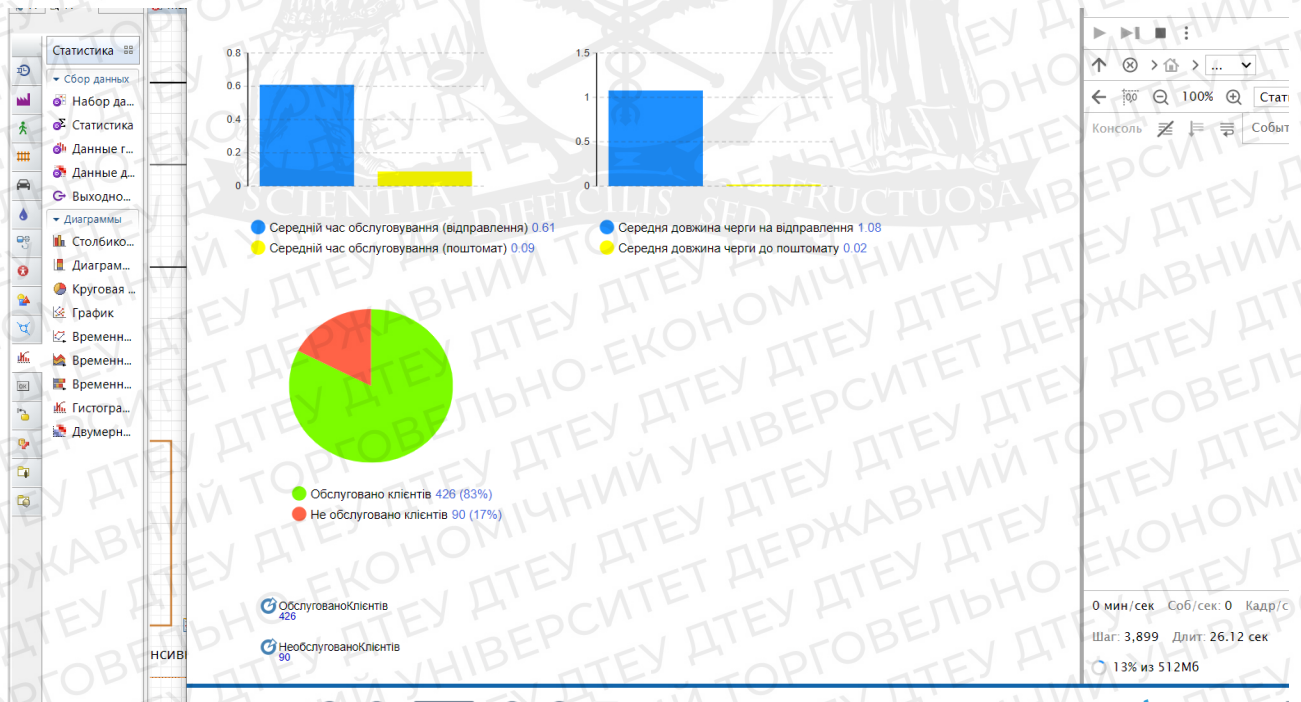 Статистика
Сбор данных
Набор да...
Статистика
Данные г...
Данные д...
Выходно...
Диаграммы
Столбико...
Диаграм...
Круговая ...
График
Временн...
Временн...
Временн...
Гистогра...
Двумерн...
0.8
0.6
0.4
0.2
0
Середній час обслуговування (відправлення) 0.61
Середній час обслуговування (поштомат) 0.09
1.5
1
0.5
0
Середня довжина черги на відправлення 1.08
Середня довжина черги до поштомату 0.02
SCIENTIA DIFFICILIS SED FRUCTUOSA
Обслуговано клієнтів 426 (83%)
Не обслуговано клієнтів 90 (17%)
ОбслугованоКлієнтів
426
НеобслугованоКлієнтів
90
...
100%
Стат
Консоль
Событ
0 мин/сек Соб/сек: 0 Кадр/с
Шаг: 3,899 Длит: 26.12 сек
13% из 512Мб
НСИВ
ДЕРЖАВНИЙ ТОРГОВЕЛЬНО-ЕКОНОМІЧНИЙ УНІВЕРСИТЕТ ДТЕУ